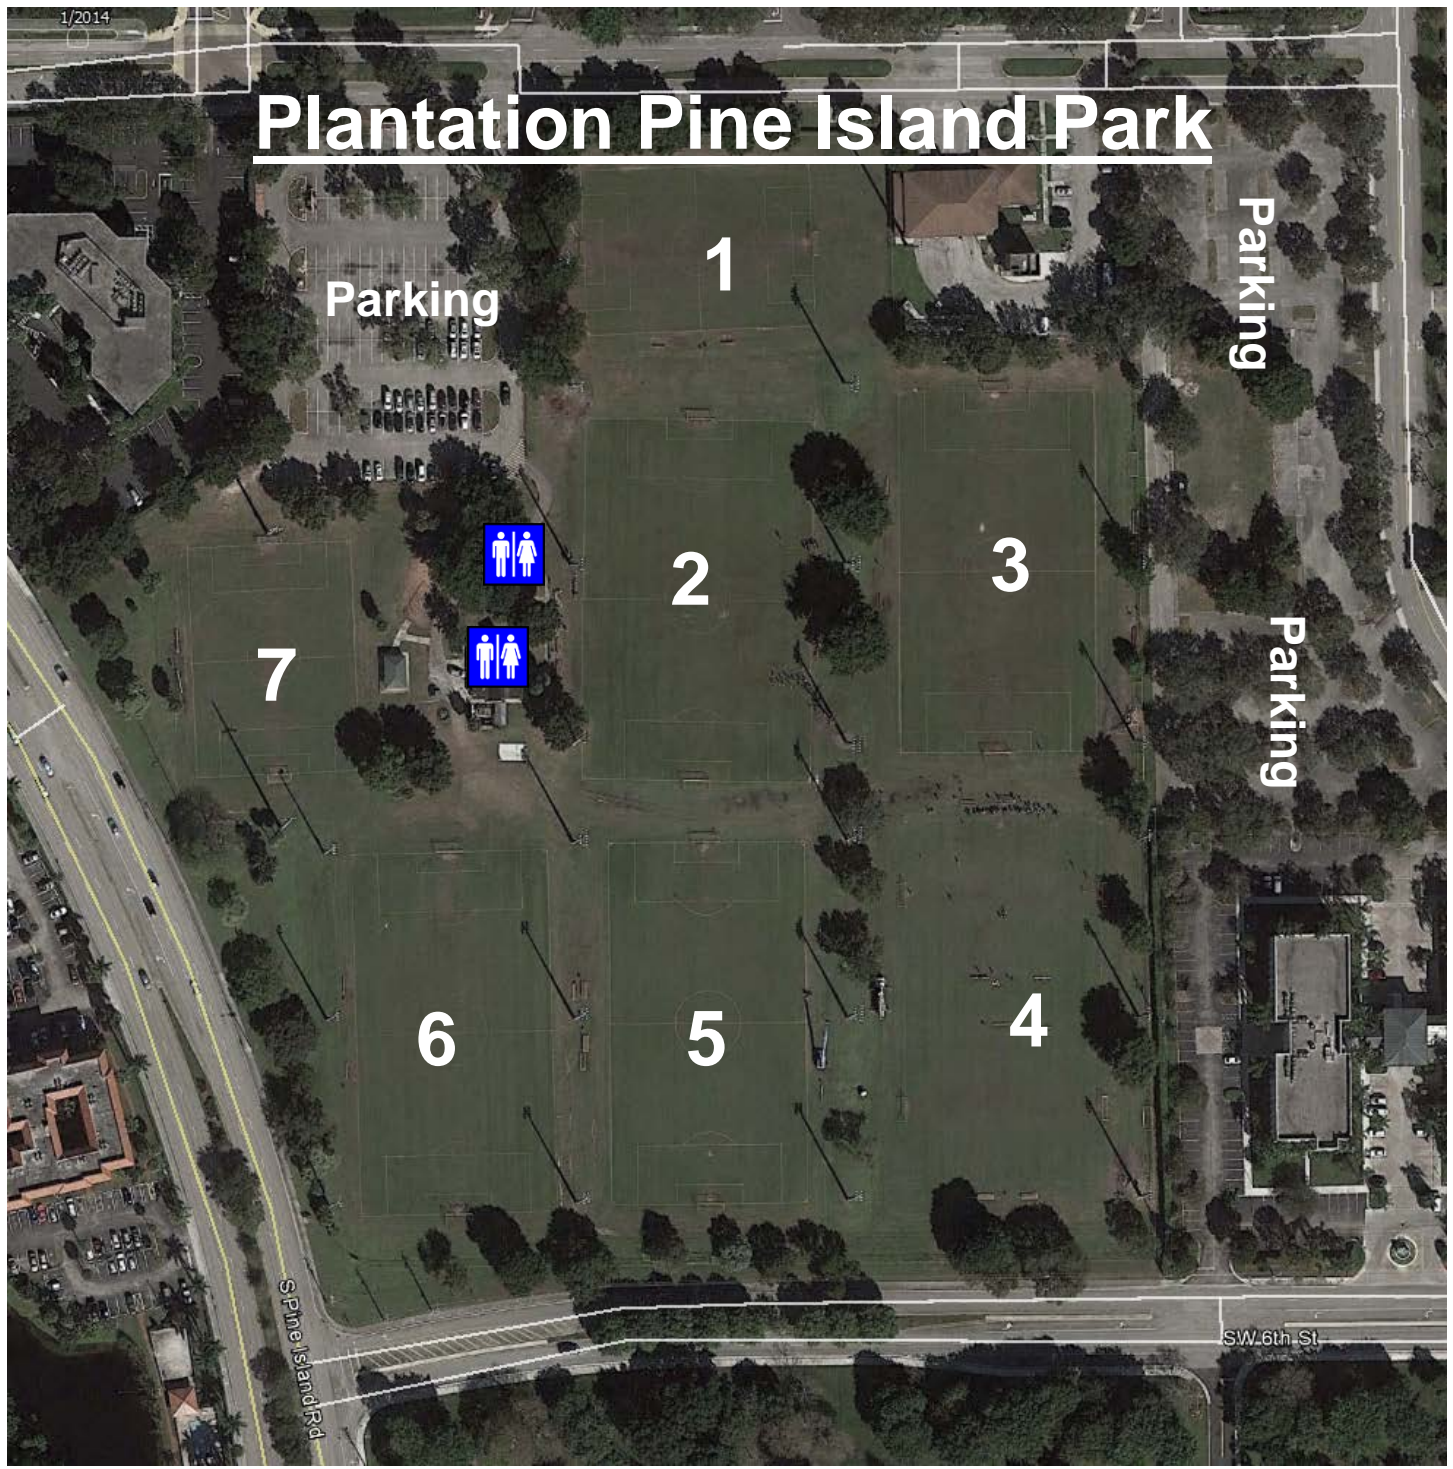 1/2014
Plantation Pine Island Park
1
Parking
Parking
2
3
7
Parking
6
5
4
S Pine Island Rd
SW 6th St